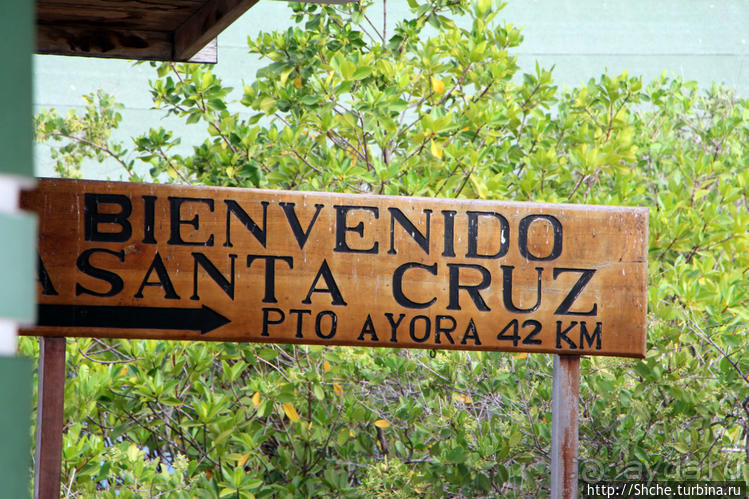 BIENVENIDO
A SANTA CRUZ
PTO AYORA 42 KM
http://Shche.turbina.ru